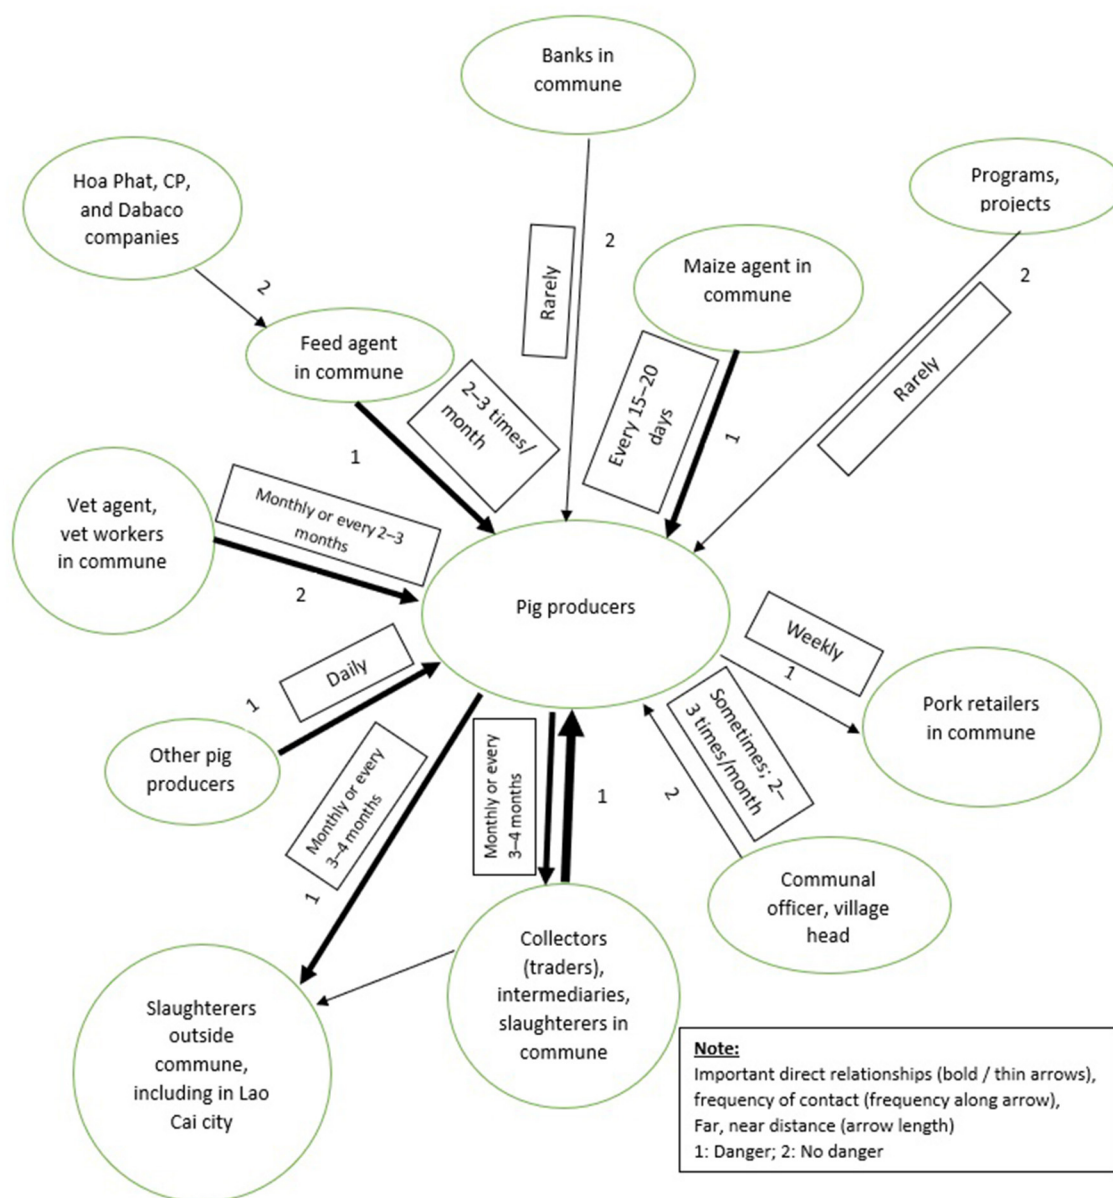 Banks in
commune
Hoa Phat, CP,
and Dabaco
companies
Programs,
projects
2
Rarely
2
Maize agent in
commune
2
Rarely
Feed agent
in commune
2–3 times/
month
Every 15–20
days
1
1
Vet agent,
vet workers
in commune
Monthly or every 2–3
months
2
Pig producers
Weekly
1
Pork retailers
in commune
Daily
1
Other pig
producers
Monthly or every
3–4 months
1
Monthly or every
3–4 months
1
Sometimes; 2–
3 times/month
2
Communal
officer, village
head
Collectors
(traders),
intermediaries,
slaughterers in
commune
Slaughterers
outside
commune,
including in Lao
Cai city
Note:
Important direct relationships (bold / thin arrows),
frequency of contact (frequency along arrow),
Far, near distance (arrow length)
1: Danger; 2: No danger